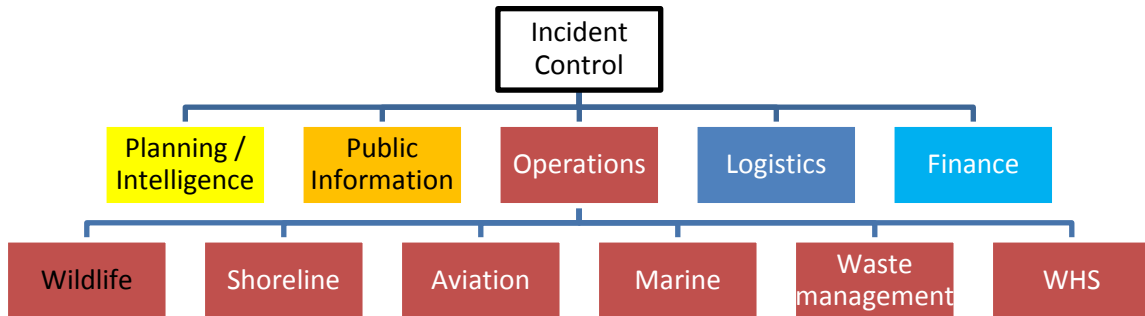 Incident
Control
Planning /
Intelligence
Public
Information
Operations
Logistics
Finance
Wildlife
Shoreline
Aviation
Marine
Waste
management
WHS